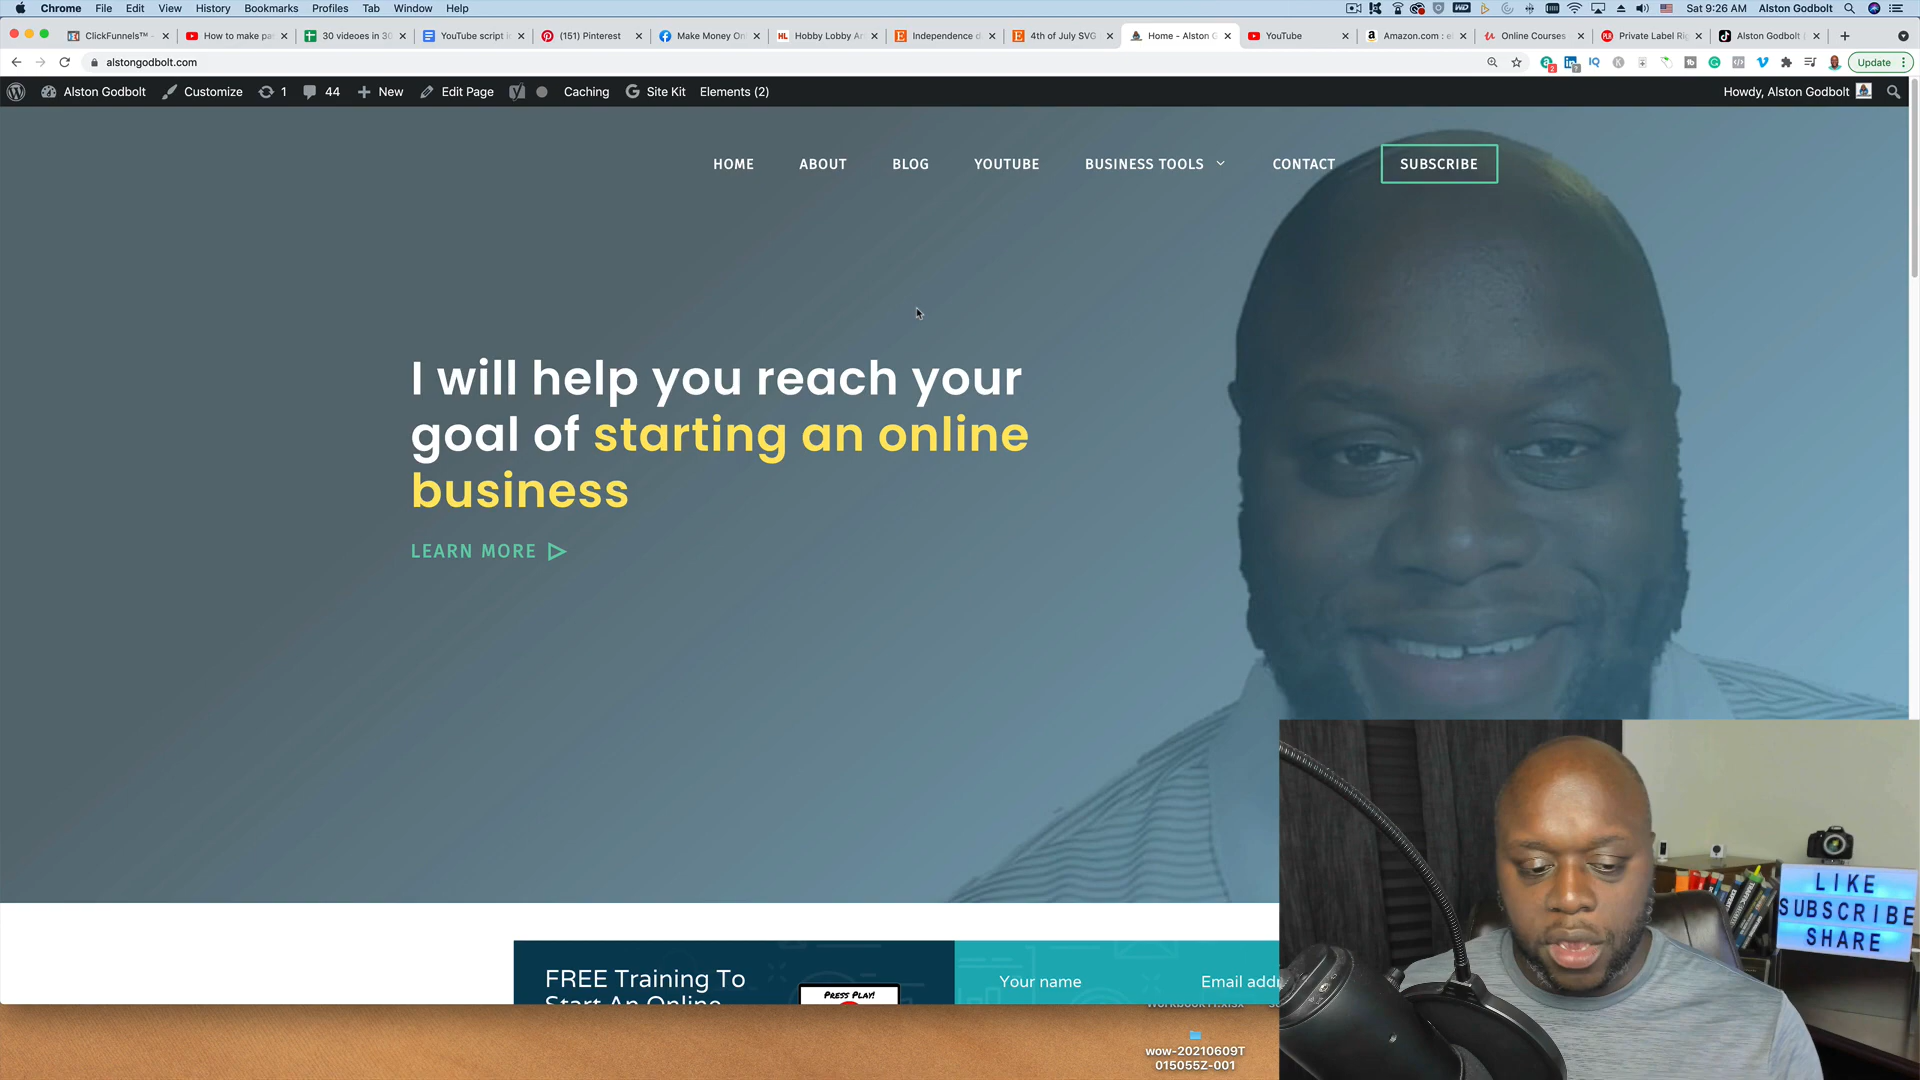 Chrome File Edit View History Bookmarks Profiles Tab Window Help
Sat 9:26 AM Alston Godbolt
ClickFunnels™ -
How to make pa
30 videoes in 30
YouTube script i
(151) Pinterest
Make Money On
Hobby Lobby Ar
Independence d
4th of July SVG
Home - Alston G
YouTube
Amazon.com : e
Online Courses
Private Label Ri
Alston Godbolt
alstongodbolt.com
Update
Alston Godbolt Customize 1 44 New Edit Page Caching Site Kit Elements (2)
Howdy, Alston Godbolt
HOME ABOUT BLOG YOUTUBE BUSINESS TOOLS CONTACT SUBSCRIBE
I will help you reach your
goal of starting an online
business
LEARN MORE
FREE Training To
Start An Online
PRESS PLAY!
Your name
Email addr
wow-20210609T
015055Z-001
LIKE
SUBSCRIBE
SHARE